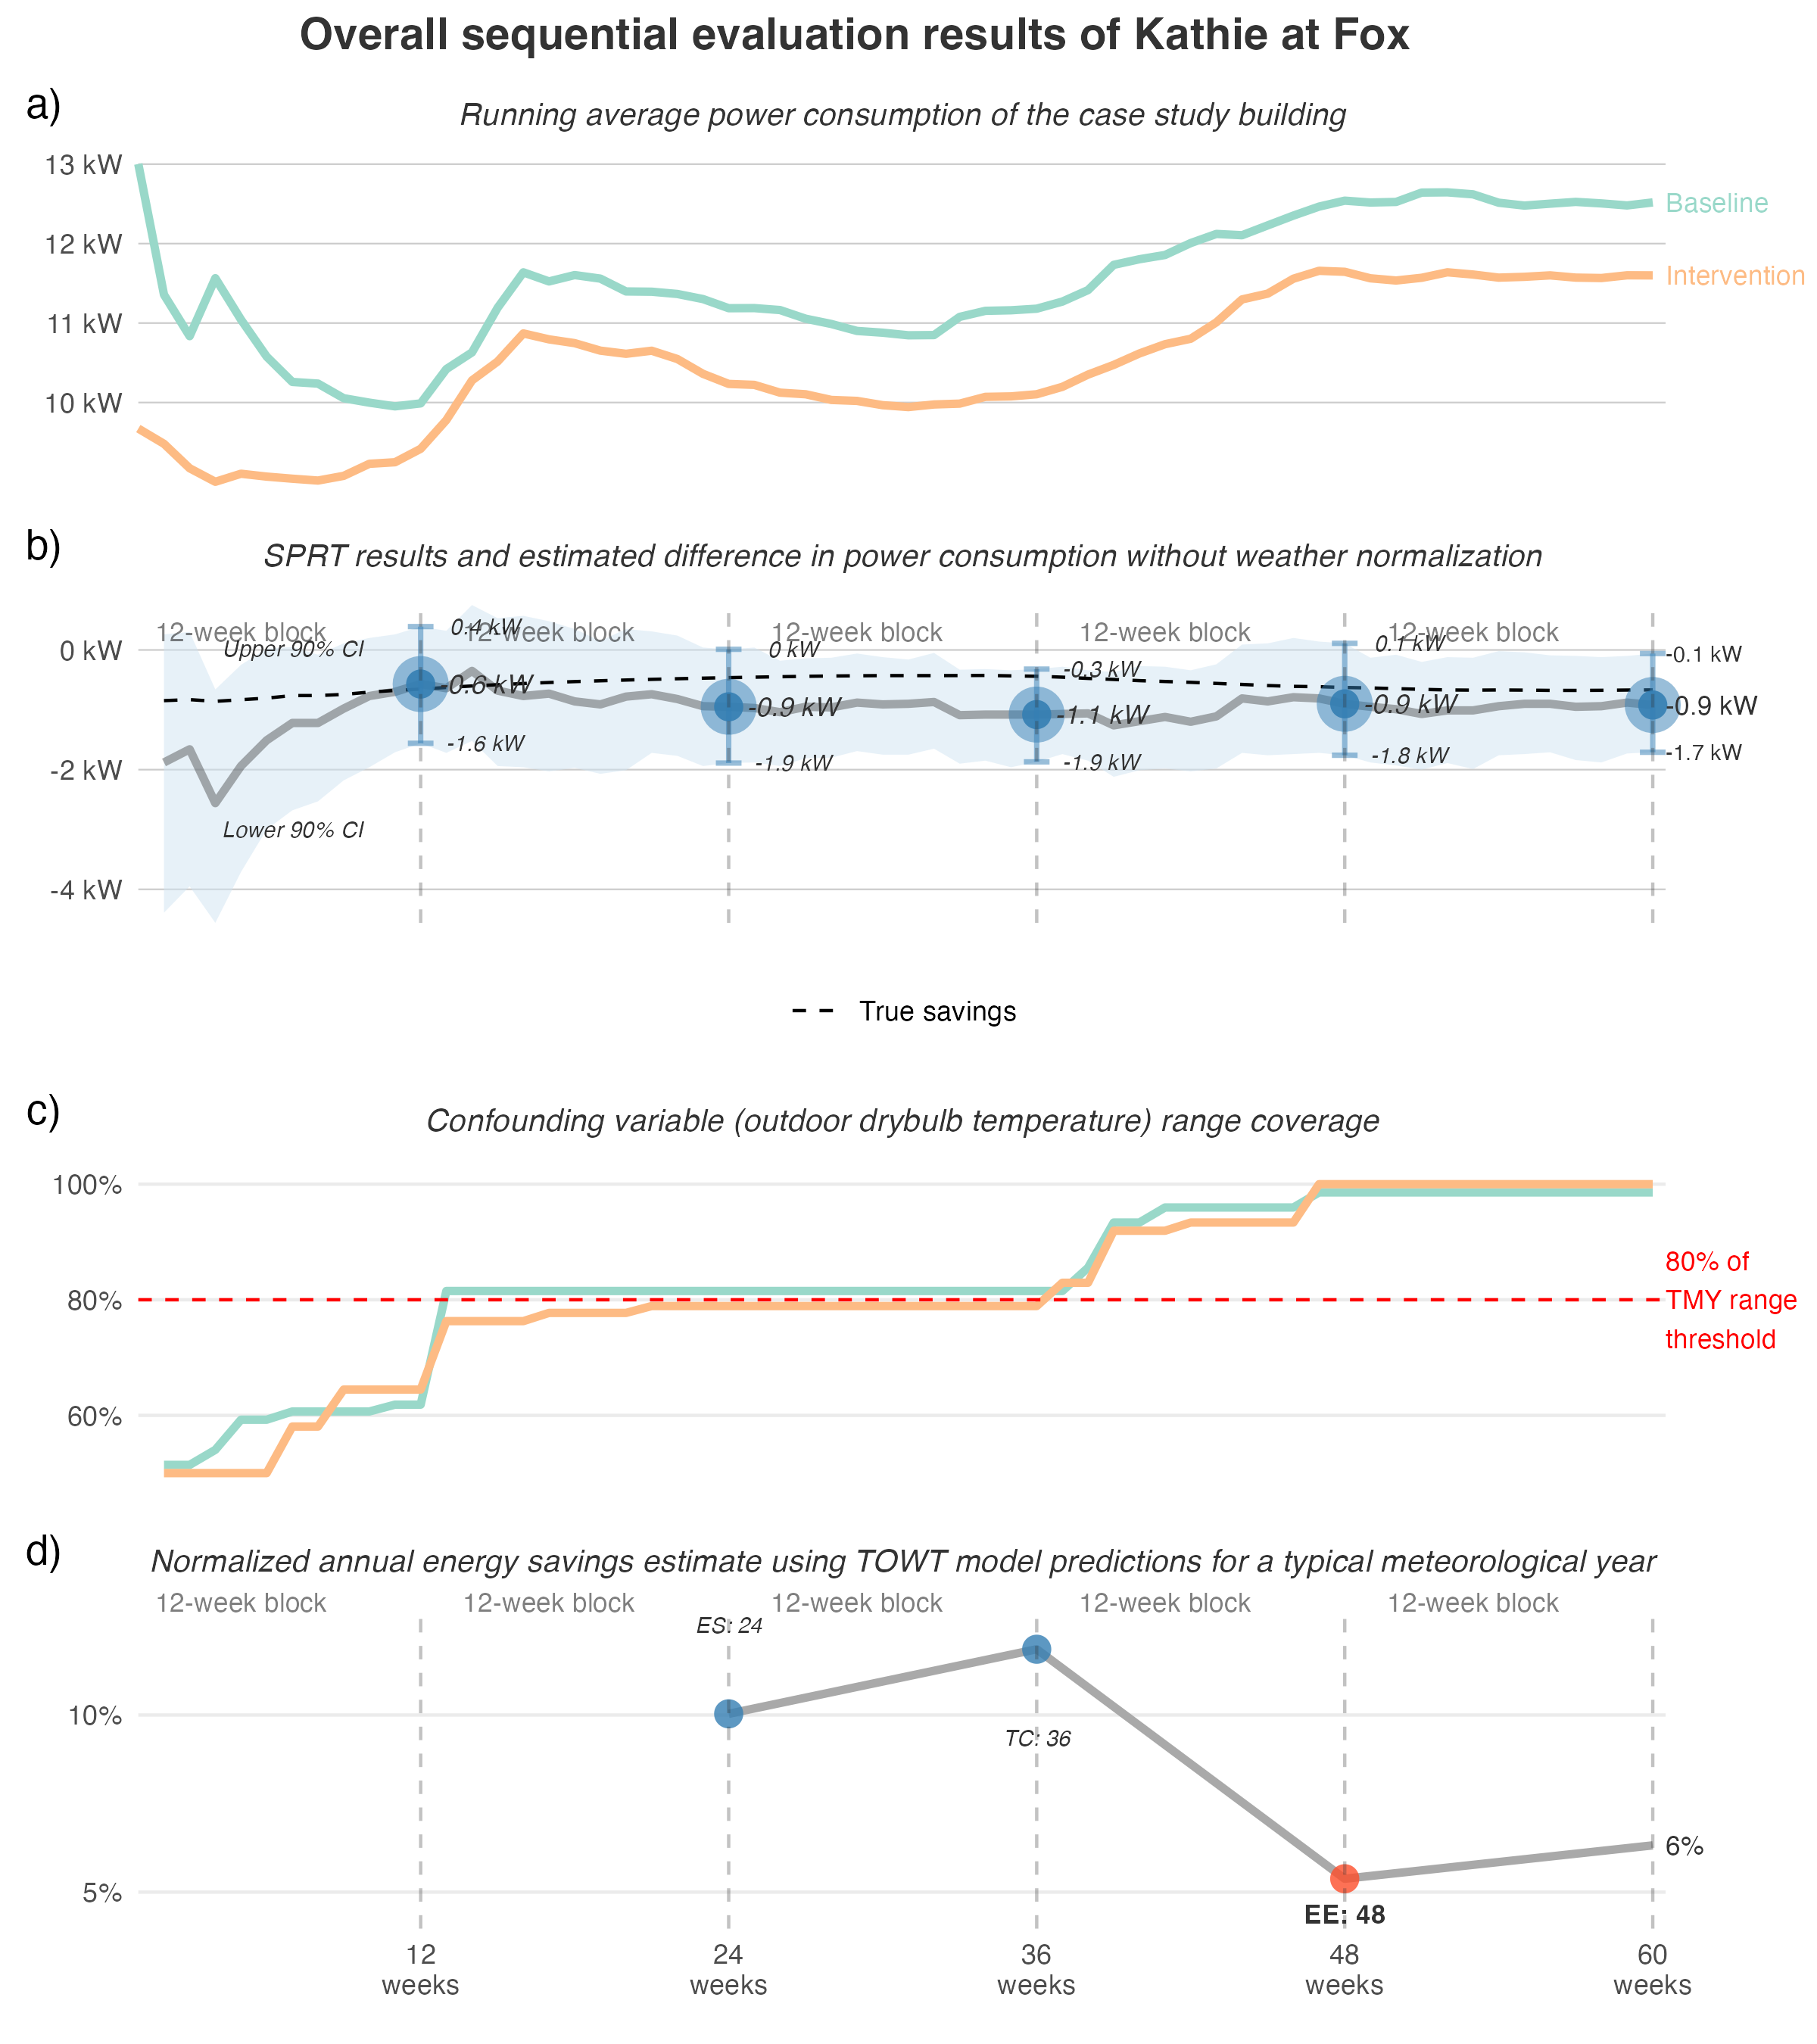 Overall sequential evaluation results of Kathie at Fox
a)
Running average power consumption of the case study building
13 kW
12 kW
11 kW
10 kW
Baseline
Intervention
b)
SPRT results and estimated difference in power consumption without weather normalization
12-week block
12-week block
12-week block
12-week block
12-week block
0 kW
-2 kW
-4 kW
Upper 90% CI
Lower 90% CI
0.4 kW
-0.6 kW
-1.6 kW
0 kW
-0.9 kW
-1.9 kW
-0.3 kW
-1.1 kW
-1.9 kW
0.1 kW
-0.9 kW
-1.8 kW
-0.1 kW
-0.9 kW
-1.7 kW
True savings
c)
Confounding variable (outdoor drybulb temperature) range coverage
100%
80%
60%
80% of
TMY range
threshold
d)
Normalized annual energy savings estimate using TOWT model predictions for a typical meteorological year
12-week block
12-week block
12-week block
12-week block
12-week block
ES: 24
TC: 36
EE: 48
6%
10%
5%
12
weeks
24
weeks
36
weeks
48
weeks
60
weeks